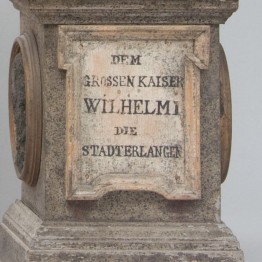 DEM
GROSSEN KAISER
WILHELM I
DIE
STADT ERLANGEN